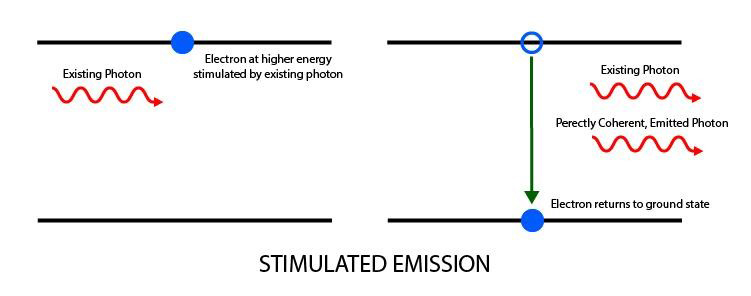 Electron at higher energy
stimulated by existing photon
Existing Photon
Existing Photon
Perectly Coherent, Emitted Photon
Electron returns to ground state
STIMULATED EMISSION